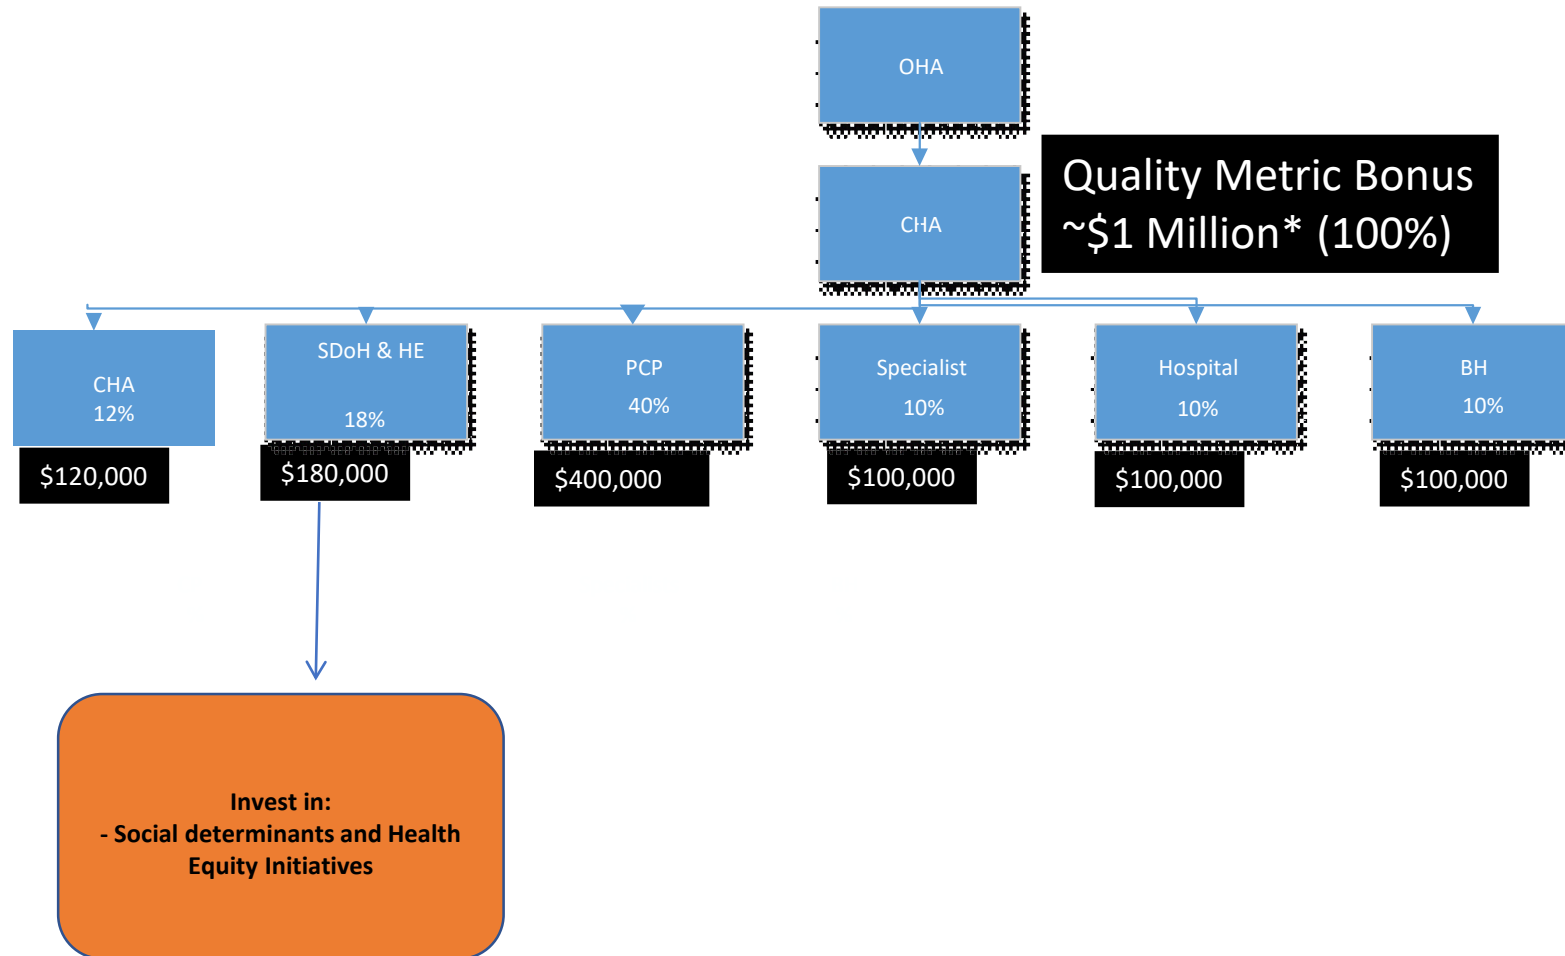 OHA
CHA
Quality Metric Bonus
~$1 Million* (100%)
CHA
12%
$120,000
SDoH & HE
18%
$180,000
PCP
40%
$400,000
Specialist
10%
$100,000
Hospital
10%
$100,000
BH
10%
$100,000
Invest in:
- Social determinants and Health
Equity Initiatives